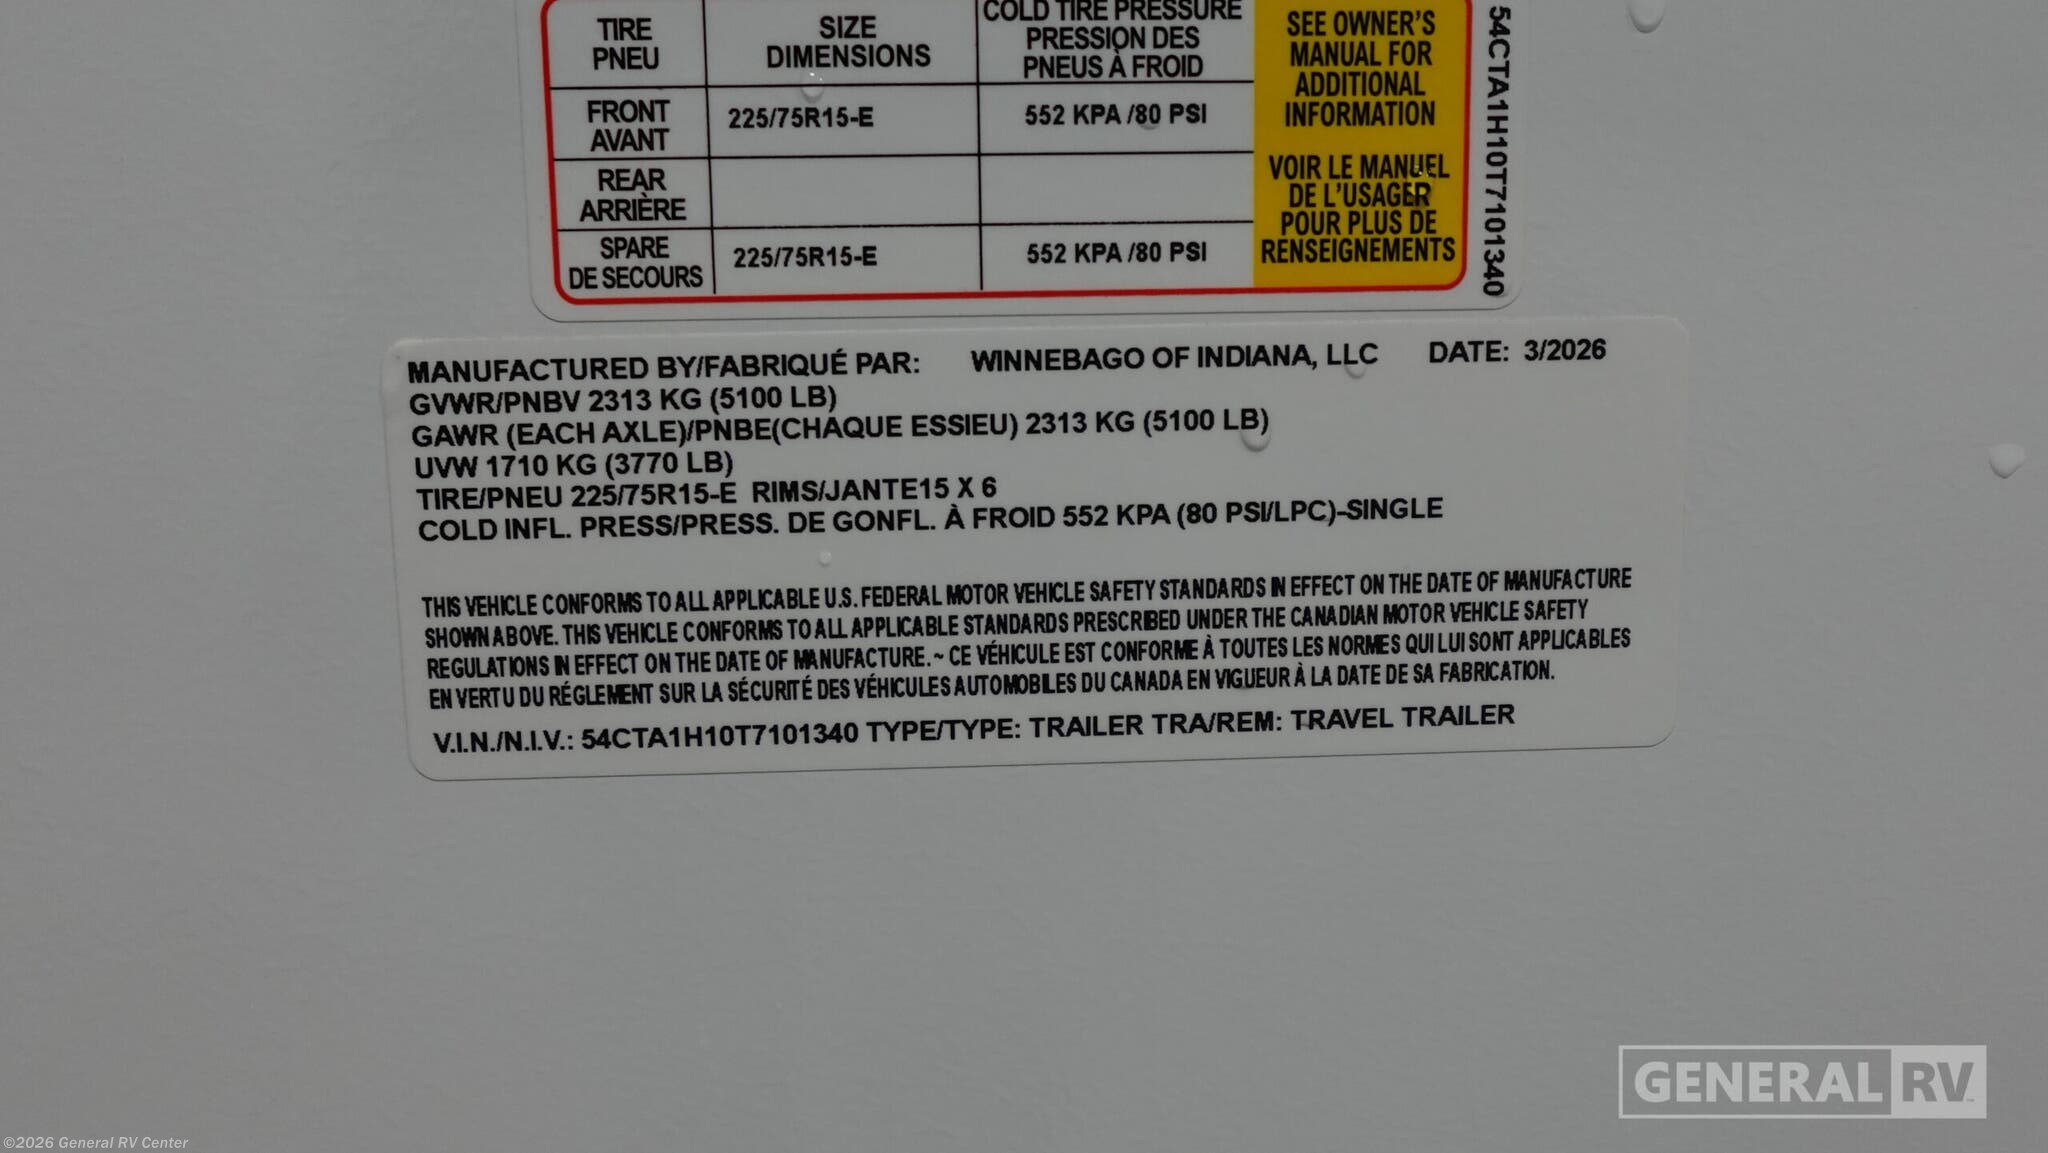 TIRE
PNEU
SIZE
DIMENSIONS
COLD TIRE PRESSURE
PRESSION DES
PNEUS À FROID
FRONT
AVANT
225/75R15-E
552 KPA /80 PSI
REAR
ARRIÈRE
SPARE
DE SECOURS
225/75R15-E
552 KPA /80 PSI
SEE OWNER'S
MANUAL FOR
ADDITIONAL
INFORMATION
VOIR LE MANUEL
DE L'USAGER
POUR PLUS DE
RENSEIGNEMENTS
54CTA1H10T7101340
MANUFACTURED BY/FABRIQUÉ PAR: WINNEBAGO OF INDIANA, LLC DATE: 3/2026
GVWR/PNBV 2313 KG (5100 LB)
GAWR (EACH AXLE)/PNBE(CHAQUE ESSIEU) 2313 KG (5100 LB)
UVW 1710 KG (3770 LB)
TIRE/PNEU 225/75R15-E RIMS/JANTE15 X 6
COLD INFL. PRESS/PRESS. DE GONFL. À FROID 552 KPA (80 PSI/LPC)-SINGLE
THIS VEHICLE CONFORMS TO ALL APPLICABLE U.S. FEDERAL MOTOR VEHICLE SAFETY STANDARDS IN EFFECT ON THE DATE OF MANUFACTURE
SHOWN ABOVE. THIS VEHICLE CONFORMS TO ALL APPLICABLE STANDARDS PRESCRIBED UNDER THE CANADIAN MOTOR VEHICLE SAFETY
REGULATIONS IN EFFECT ON THE DATE OF MANUFACTURE. ~ CE VÉHICULE EST CONFORME À TOUTES LES NORMES QUI LUI SONT APPLICABLES
EN VERTU DU RÉGLEMENT SUR LA SÉCURITÉ DES VÉHICULES AUTOMOBILES DU CANADA EN VIGUEUR À LA DATE DE SA FABRICATION.
V.I.N./N.I.V.: 54CTA1H10T7101340 TYPE/TYPE: TRAILER TRA/REM: TRAVEL TRAILER
GENERAL RV
©2026 General RV Center